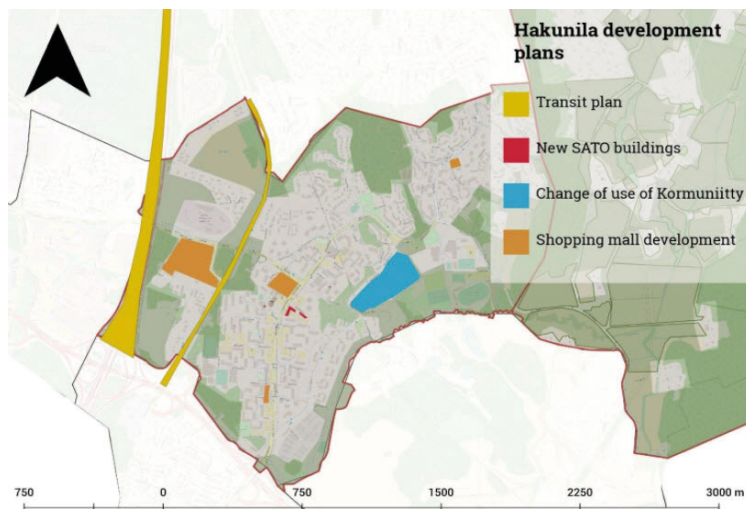 Hakunila development
plans
Transit plan
New SATO buildings
Change of use of Kormuniitty
Shopping mall development
750 0 750 1500 2250 3000 m